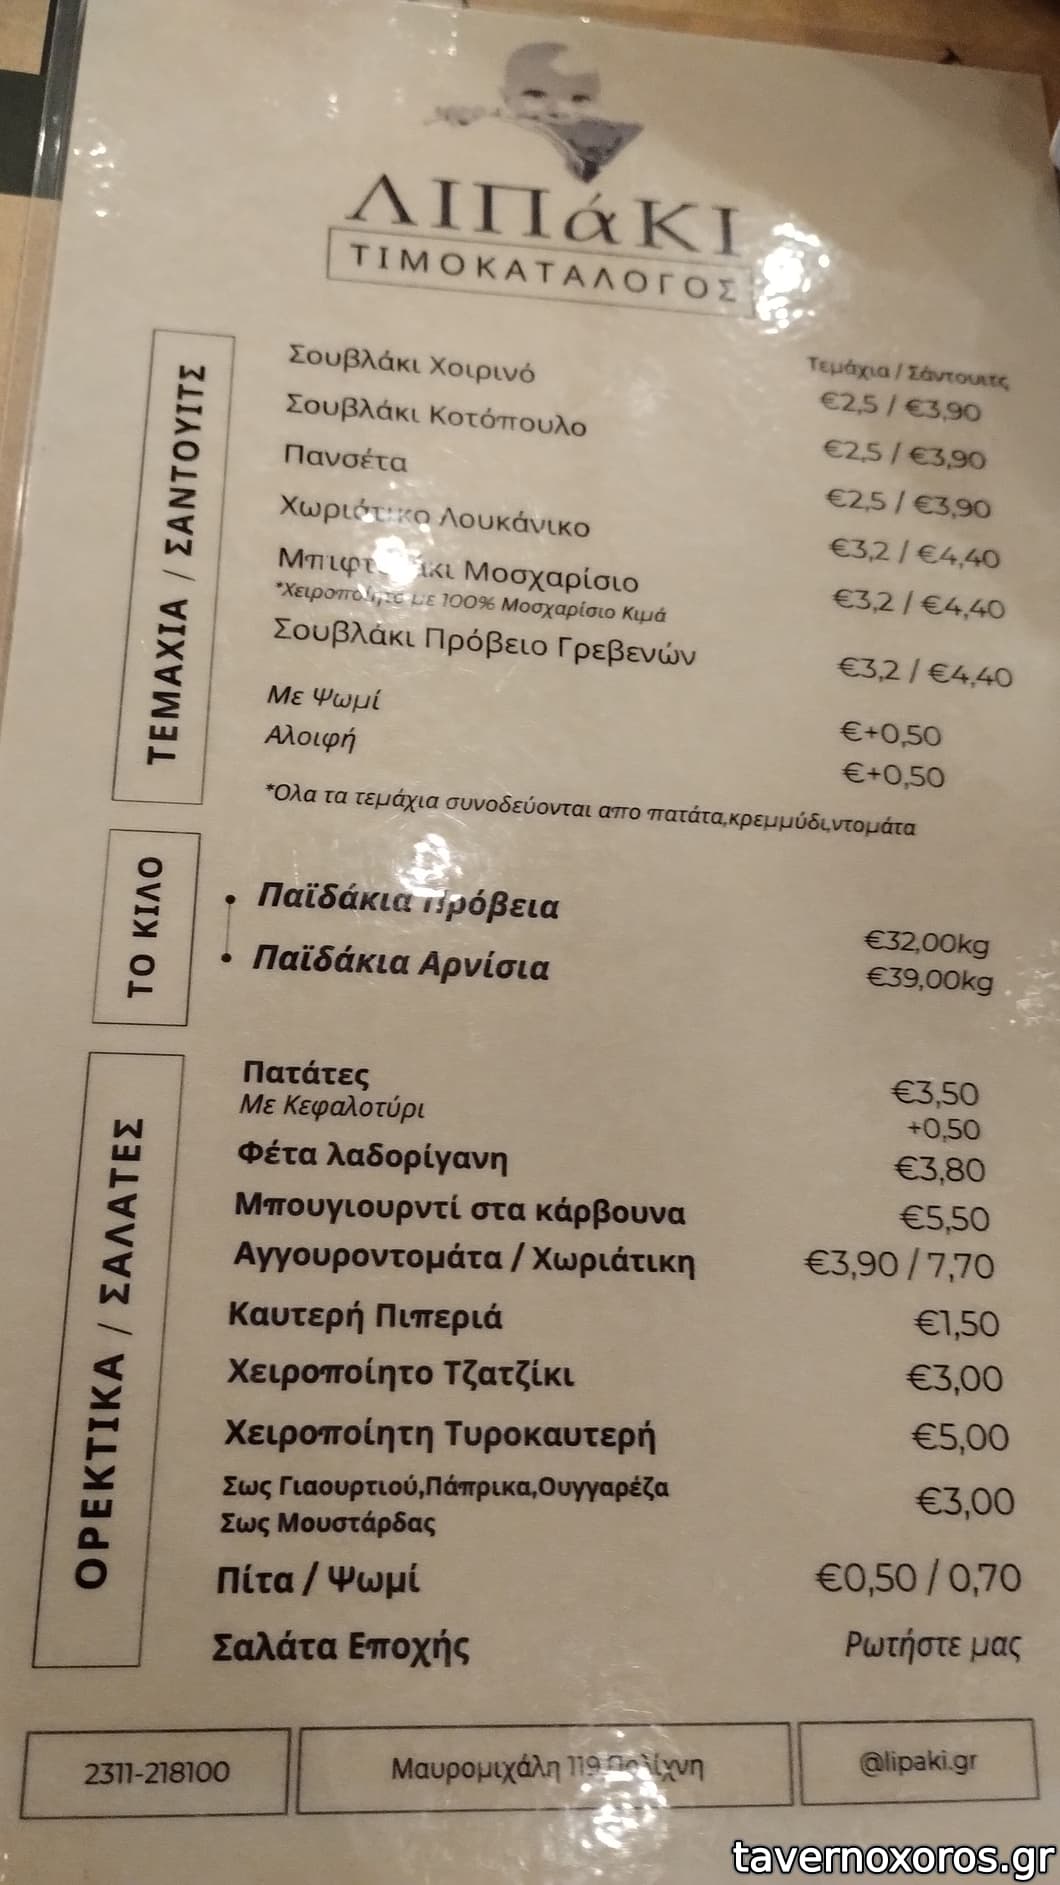 ΛΙΠάΚΙ
ΤΙΜΟΚΑΤΑΛΟΓΟΣ
ΤΕΜΑΧΙΑ / ΣΑΝΤΟΥΙΤΣ
Τεμάχια / Σάντουιτς
Σουβλάκι Χοιρινό €2,5 / €3,90
Σουβλάκι Κοτόπουλο €2,5 / €3,90
Πανσέτα €2,5 / €3,90
Χωριάτικο Λουκάνικο €3,2 / €4,40
Μπιφτεκάκι Μοσχαρίσιο €3,2 / €4,40
*Χειροποίητο με 100% Μοσχαρίσιο Κιμά
Σουβλάκι Πρόβειο Γρεβενών €3,2 / €4,40
Με Ψωμί €+0,50
Αλοιφή €+0,50
*Ολα τα τεμάχια συνοδεύονται απο πατάτα,κρεμμύδι,ντομάτα
ΤΟ ΚΙΛΟ
• Παϊδάκια Πρόβεια €32,00kg
• Παϊδάκια Αρνίσια €39,00kg
ΟΡΕΚΤΙΚΑ / ΣΑΛΑΤΕΣ
Πατάτες €3,50
Με Κεφαλοτύρι +0,50
Φέτα λαδορίγανη €3,80
Μπουγιουρντί στα κάρβουνα €5,50
Αγγουροντομάτα / Χωριάτικη €3,90 / 7,70
Καυτερή Πιπεριά €1,50
Χειροποίητο Τζατζίκι €3,00
Χειροποίητη Τυροκαυτερή €5,00
Σως Γιαουρτιού,Πάπρικα,Ουγγαρέζα €3,00
Σως Μουστάρδας
Πίτα / Ψωμί €0,50 / 0,70
Σαλάτα Εποχής Ρωτήστε μας
2311-218100
Μαυρομιχάλη 119 Πολίχνη
@lipaki.gr
tavernoxoros.gr